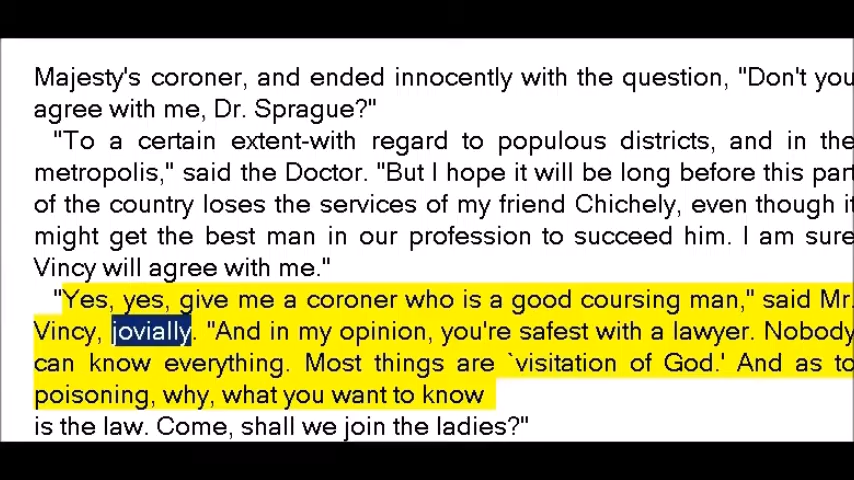 Majesty's coroner, and ended innocently with the question, "Don't you
agree with me, Dr. Sprague?"
"To a certain extent-with regard to populous districts, and in the
metropolis," said the Doctor. "But I hope it will be long before this part
of the country loses the services of my friend Chichely, even though it
might get the best man in our profession to succeed him. I am sure
Vincy will agree with me."
"Yes, yes, give me a coroner who is a good coursing man," said Mr.
Vincy, jovially. "And in my opinion, you're safest with a lawyer. Nobody
can know everything. Most things are `visitation of God.' And as to
poisoning, why, what you want to know
is the law. Come, shall we join the ladies?"